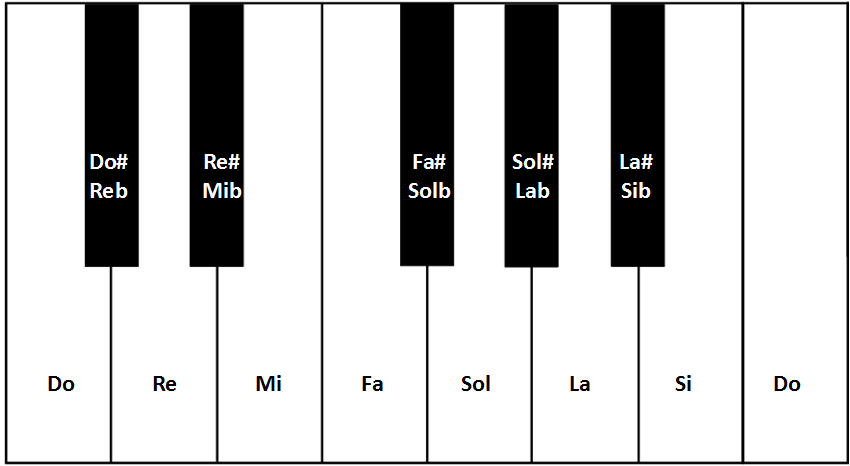 Do# Re# Fa# Sol# La#
Reb Mib Solb Lab Sib
Do Re Mi Fa Sol La Si Do